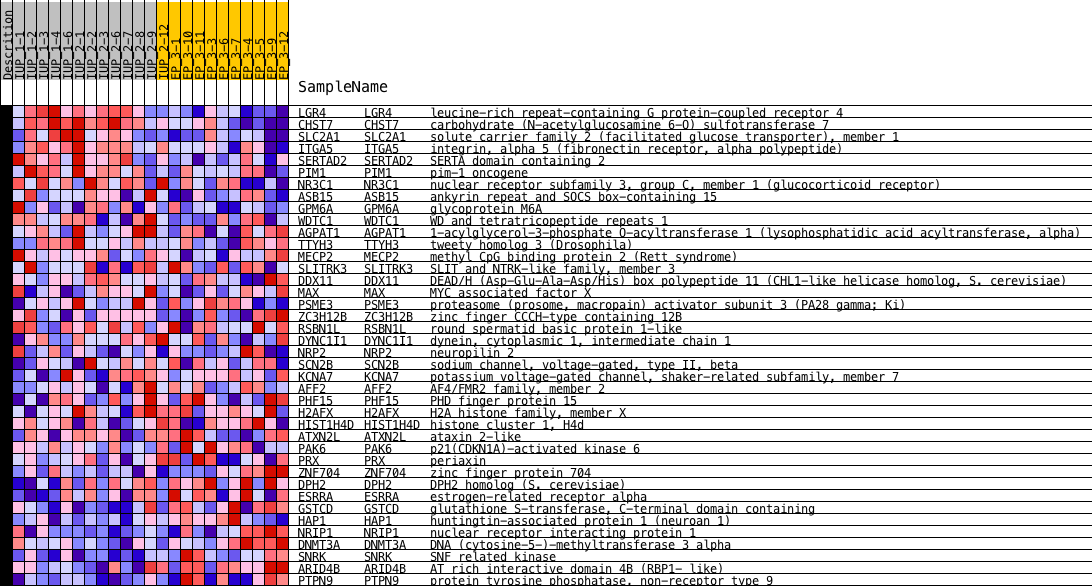 Descrition
IUP_1-1
IUP_1-2
IUP_1-3
IUP_1-4
IUP_1-6
IUP_2-1
IUP_2-2
IUP_2-3
IUP_2-6
IUP_2-7
IUP_2-8
IUP_2-9
IUP_2-12
EP_3-1
EP_3-10
EP_3-11
EP_3-3
EP_3-6
EP_3-7
EP_3-4
EP_3-5
EP_3-9
EP_3-12
SampleName
LGR4 LGR4 leucine-rich repeat-containing G protein-coupled receptor 4
CHST7 CHST7 carbohydrate (N-acetylglucosamine 6-O) sulfotransferase 7
SLC2A1 SLC2A1 solute carrier family 2 (facilitated glucose transporter), member 1
ITGA5 ITGA5 integrin, alpha 5 (fibronectin receptor, alpha polypeptide)
SERTAD2 SERTAD2 SERTA domain containing 2
PIM1 PIM1 pim-1 oncogene
NR3C1 NR3C1 nuclear receptor subfamily 3, group C, member 1 (glucocorticoid receptor)
ASB15 ASB15 ankyrin repeat and SOCS box-containing 15
GPM6A GPM6A glycoprotein M6A
WDTC1 WDTC1 WD and tetratricopeptide repeats 1
AGPAT1 AGPAT1 1-acylglycerol-3-phosphate O-acyltransferase 1 (lysophosphatidic acid acyltransferase, alpha)
TTYH3 TTYH3 tweety homolog 3 (Drosophila)
MECP2 MECP2 methyl CpG binding protein 2 (Rett syndrome)
SLITRK3 SLITRK3 SLIT and NTRK-like family, member 3
DDX11 DDX11 DEAD/H (Asp-Glu-Ala-Asp/His) box polypeptide 11 (CHL1-like helicase homolog, S. cerevisiae)
MAX MAX MYC associated factor X
PSME3 PSME3 proteasome (prosome, macropain) activator subunit 3 (PA28 gamma; Ki)
ZC3H12B ZC3H12B zinc finger CCCH-type containing 12B
RSBN1L RSBN1L round spermatid basic protein 1-like
DYNC1I1 DYNC1I1 dynein, cytoplasmic 1, intermediate chain 1
NRP2 NRP2 neuropilin 2
SCN2B SCN2B sodium channel, voltage-gated, type II, beta
KCNA7 KCNA7 potassium voltage-gated channel, shaker-related subfamily, member 7
AFF2 AFF2 AF4/FMR2 family, member 2
PHF15 PHF15 PHD finger protein 15
H2AFX H2AFX H2A histone family, member X
HIST1H4D HIST1H4D histone cluster 1, H4d
ATXN2L ATXN2L ataxin 2-like
PAK6 PAK6 p21(CDKN1A)-activated kinase 6
PRX PRX periaxin
ZNF704 ZNF704 zinc finger protein 704
DPH2 DPH2 DPH2 homolog (S. cerevisiae)
ESRRA ESRRA estrogen-related receptor alpha
GSTCD GSTCD glutathione S-transferase, C-terminal domain containing
HAP1 HAP1 huntingtin-associated protein 1 (neuroan 1)
NRIP1 NRIP1 nuclear receptor interacting protein 1
DNMT3A DNMT3A DNA (cytosine-5-)-methyltransferase 3 alpha
SNRK SNRK SNF related kinase
ARID4B ARID4B AT rich interactive domain 4B (RBP1- like)
PTPN9 PTPN9 protein tyrosine phosphatase, non-receptor type 9